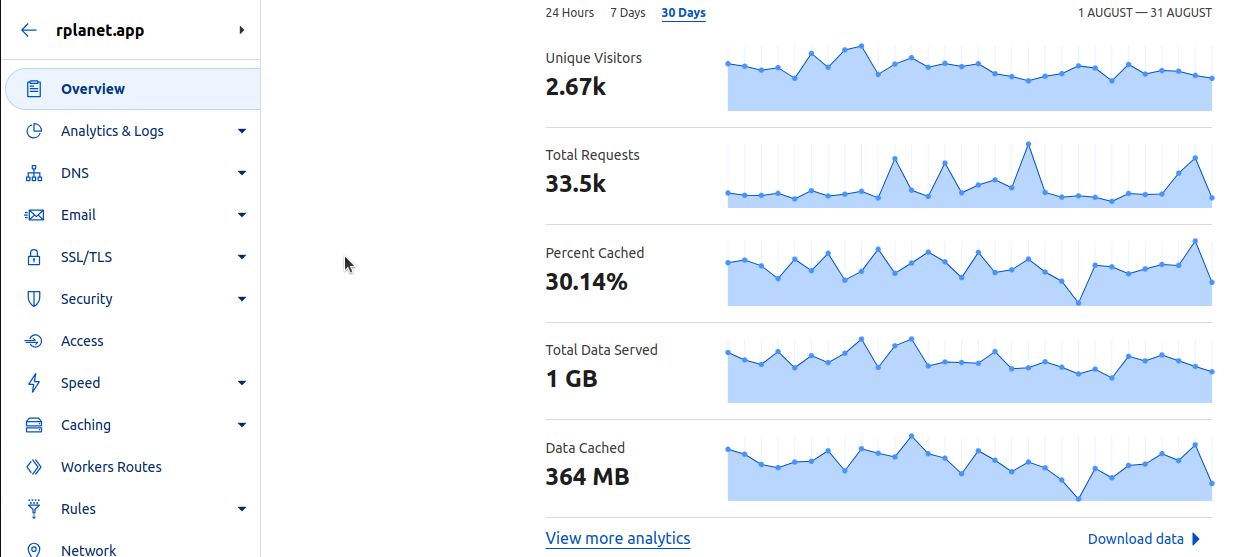 rplanet.app
Overview
Analytics & Logs
DNS
Email
SSL/TLS
Security
Access
Speed
Caching
Workers Routes
Rules
Network
24 Hours 7 Days 30 Days 1 AUGUST — 31 AUGUST
Unique Visitors
2.67k
Total Requests
33.5k
Percent Cached
30.14%
Total Data Served
1 GB
Data Cached
364 MB
View more analytics Download data